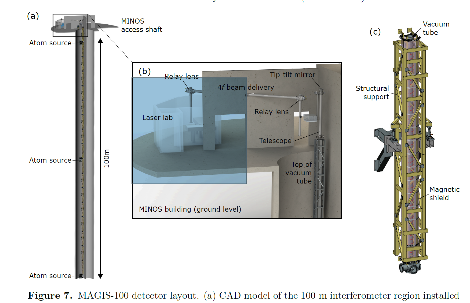 (a)
MINOS
access shaft
Atom source
Atom source
100m
Atom source
(b)
Relay lens
Tip-tilt mirror
4f beam delivery
Relay lens
Laser lab
Telescope
Top of
vacuum
tube
MINOS building (ground level)
(c)
Vacuum
tube
Structural
support
Magnetic
shield
Figure 7. MAGIS-100 detector layout. (a) CAD model of the 100 m interferometer region installed